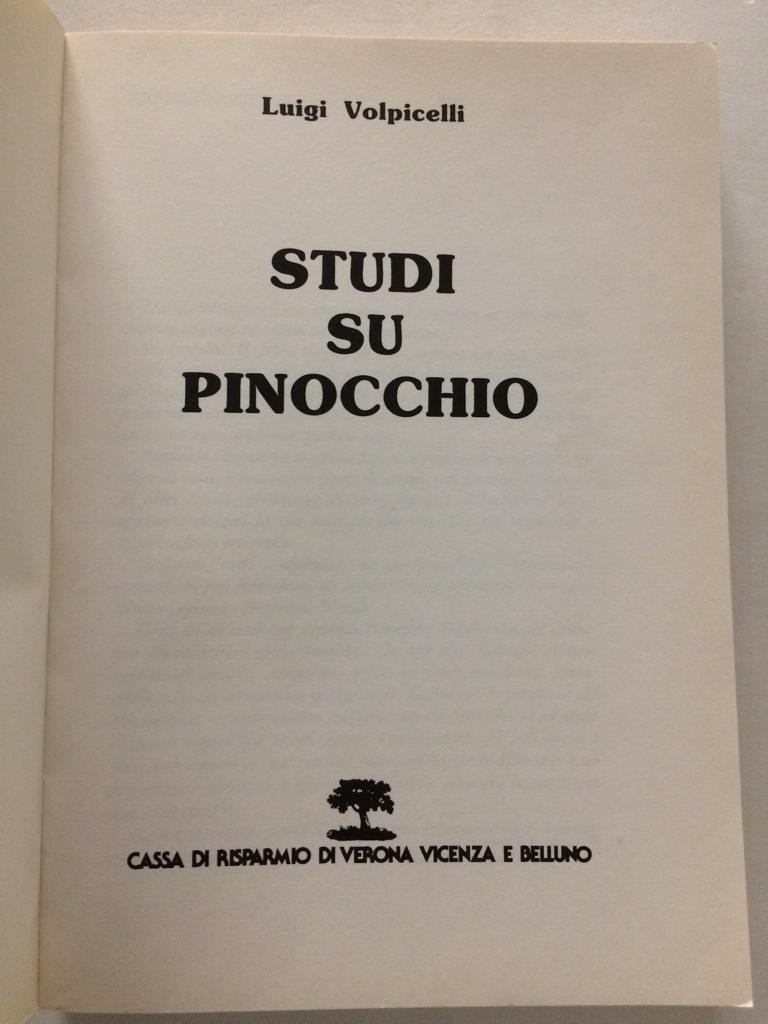 Luigi Volpicelli
STUDI
SU
PINOCCHIO
CASSA DI RISPARMIO DI VERONA VICENZA E BELLUNO